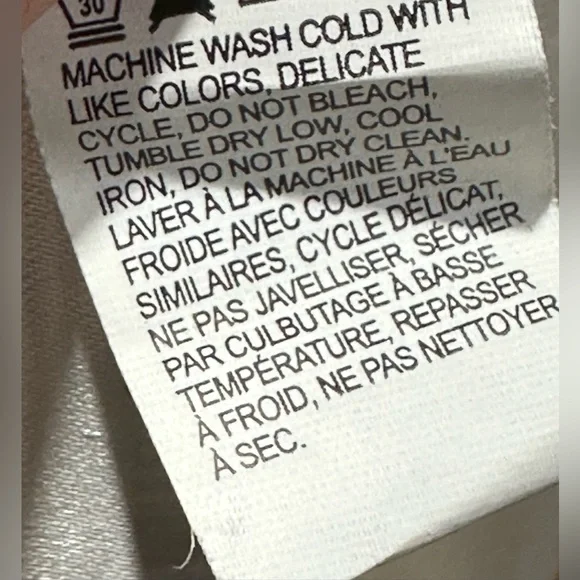 30
MACHINE WASH COLD WITH
LIKE COLORS, DELICATE
CYCLE, DO NOT BLEACH,
TUMBLE DRY LOW, COOL
IRON, DO NOT DRY CLEAN.
LAVER À LA MACHINE À L'EAU
FROIDE AVEC COULEURS
SIMILAIRES, CYCLE DÉLICAT,
NE PAS JAVELLISER, SÉCHER
PAR CULBUTAGE À BASSE
TEMPÉRATURE, REPASSER
À FROID, NE PAS NETTOYER
À SEC.